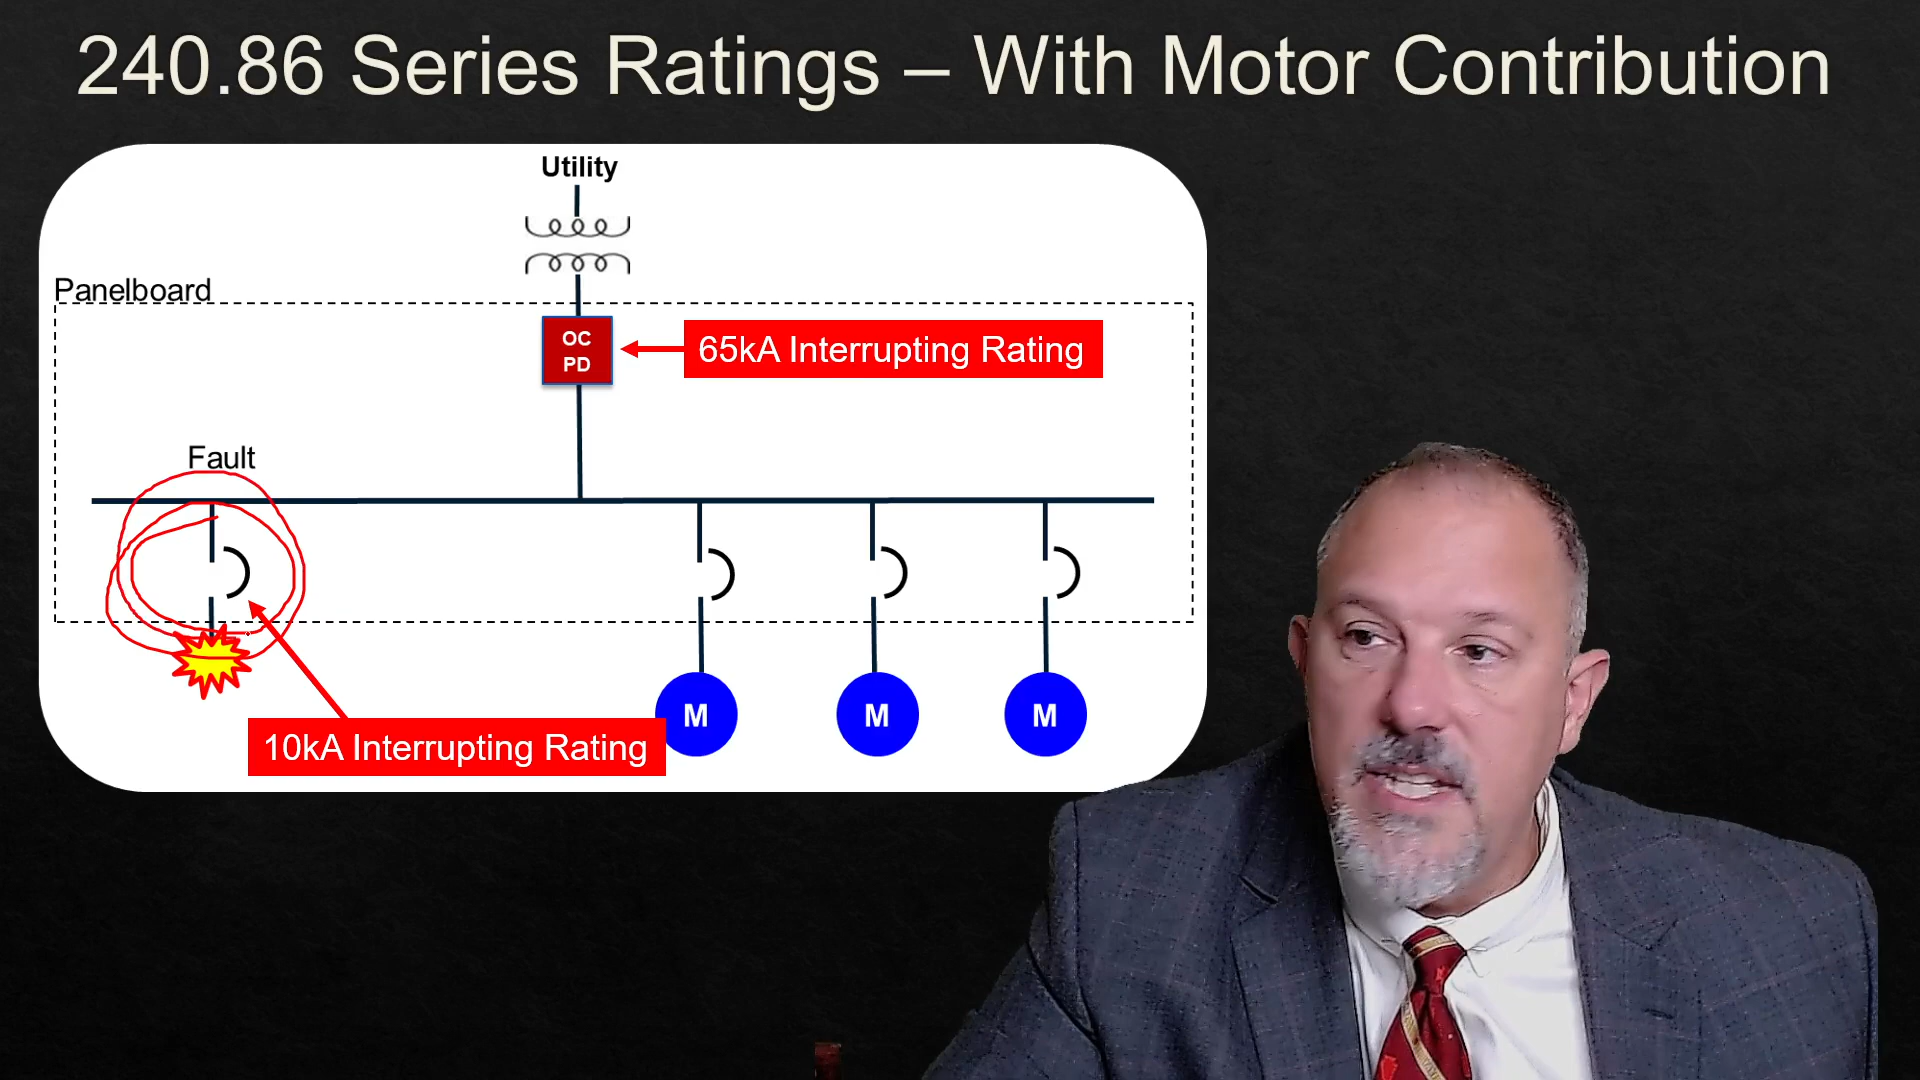 240.86 Series Ratings – With Motor Contribution
Utility
Panelboard
OC
PD
65kA Interrupting Rating
Fault
M
M
M
10kA Interrupting Rating